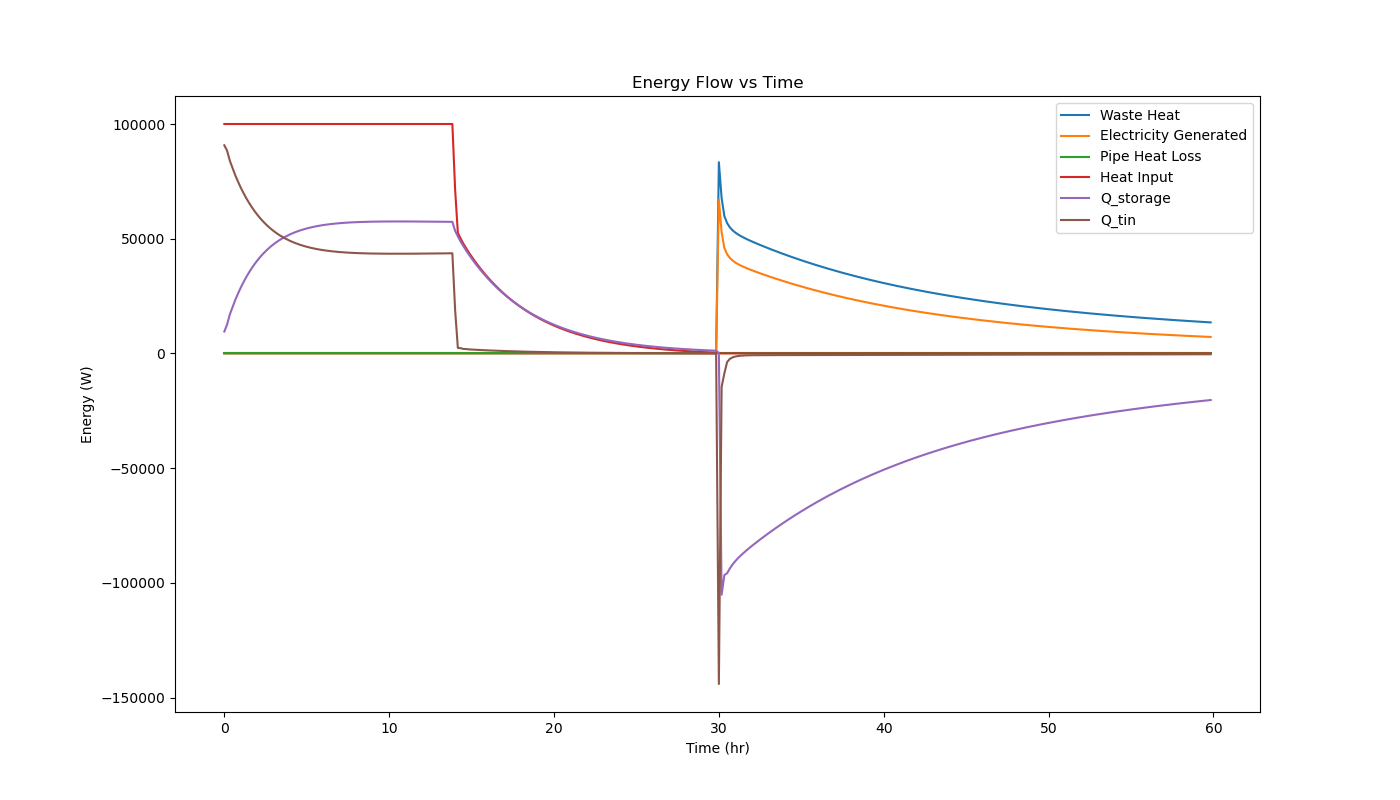 Energy Flow vs Time
Waste Heat
Electricity Generated
Pipe Heat Loss
Heat Input
Q_storage
Q_tin
Energy (W)
100000
50000
0
−50000
−100000
−150000
0 10 20 30 40 50 60
Time (hr)